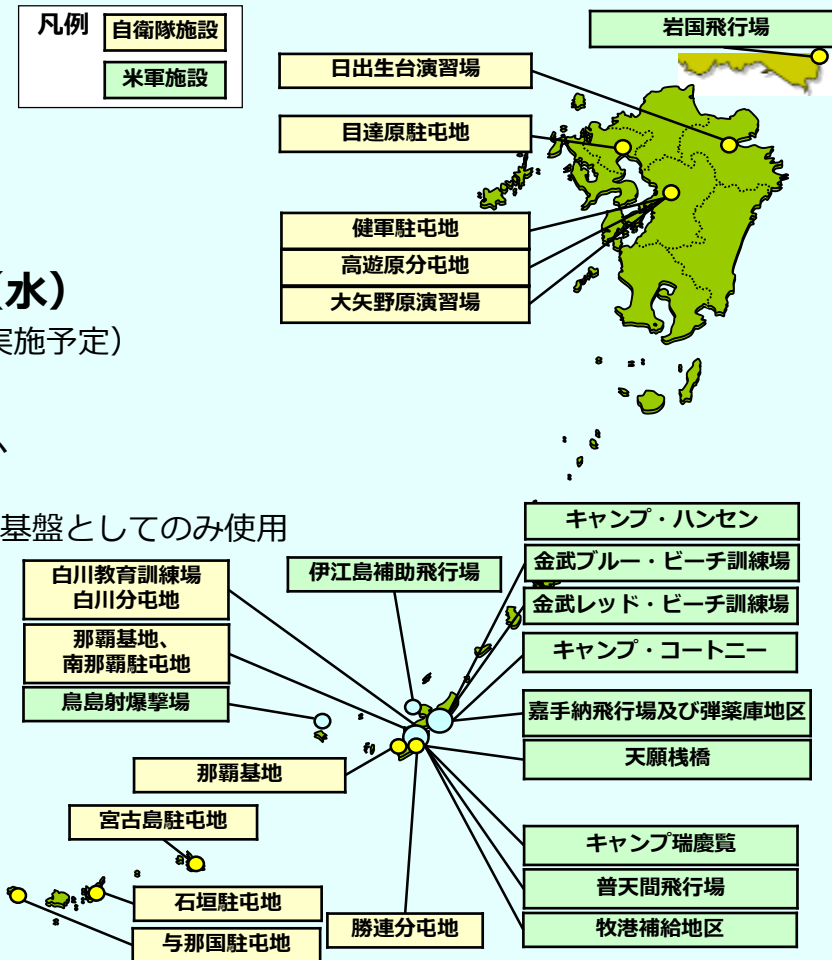 凡例
自衛隊施設
米軍施設
岩国飛行場
日出生台演習場
目達原駐屯地
健軍駐屯地
高遊原分屯地
大矢野原演習場
(水)
実施予定）
基盤としてのみ使用
キャンプ・ハンセン
金武ブルー・ビーチ訓練場
金武レッド・ビーチ訓練場
キャンプ・コートニー
嘉手納飛行場及び弾薬庫地区
天願桟橋
白川教育訓練場
白川分屯地
伊江島補助飛行場
那覇基地、
南那覇駐屯地
鳥島射爆撃場
那覇基地
宮古島駐屯地
石垣駐屯地
与那国駐屯地
勝連分屯地
キャンプ瑞慶覧
普天間飛行場
牧港補給地区